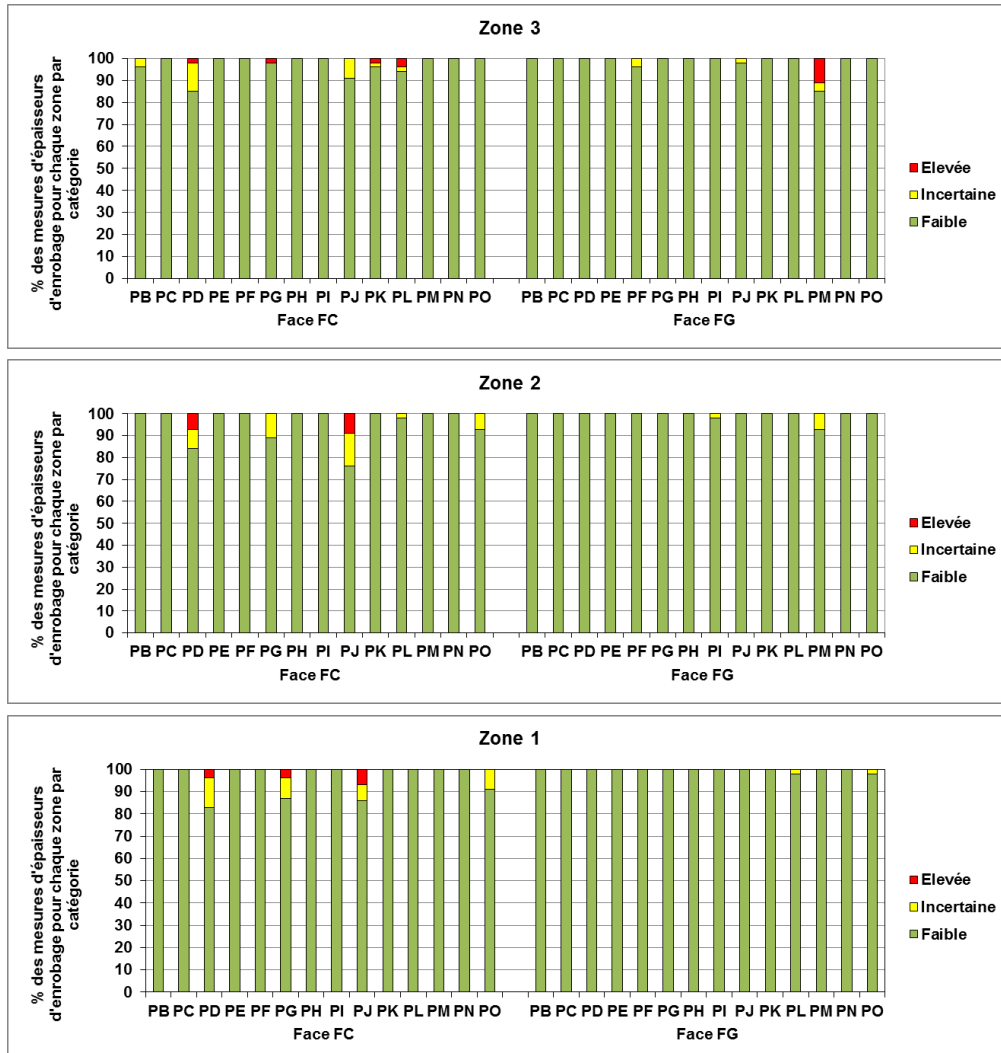 Zone 3
% des mesures d'épaisseurs
d'enrobage pour chaque zone par
catégorie
100
90
80
70
60
50
40
30
20
10
0
PB PC PD PE PF PG PH PI PJ PK PL PM PN PO PB PC PD PE PF PG PH PI PJ PK PL PM PN PO
Face FC Face FG
Elevée
Incertaine
Faible
Zone 2
% des mesures d'épaisseurs
d'enrobage pour chaque zone par
catégorie
100
90
80
70
60
50
40
30
20
10
0
PB PC PD PE PF PG PH PI PJ PK PL PM PN PO PB PC PD PE PF PG PH PI PJ PK PL PM PN PO
Face FC Face FG
Elevée
Incertaine
Faible
Zone 1
% des mesures d'épaisseurs
d'enrobage pour chaque zone par
catégorie
100
90
80
70
60
50
40
30
20
10
0
PB PC PD PE PF PG PH PI PJ PK PL PM PN PO PB PC PD PE PF PG PH PI PJ PK PL PM PN PO
Face FC Face FG
Elevée
Incertaine
Faible